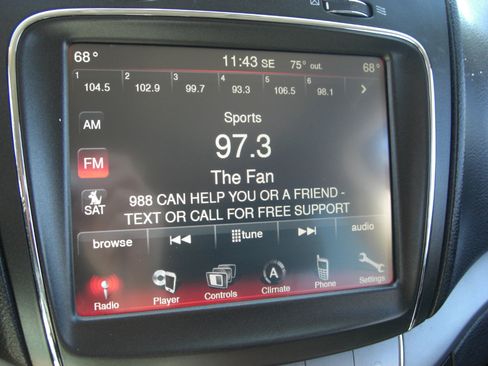 68° 11:43 SE 75° out. 68°
1 2 3 4 5 6
104.5 102.9 99.7 93.3 106.5 98.1 >
Sports
AM
97.3
FM
The Fan
988 CAN HELP YOU OR A FRIEND -
SAT TEXT OR CALL FOR FREE SUPPORT
browse tune audio
A
Radio Player Controls Climate Phone Settings